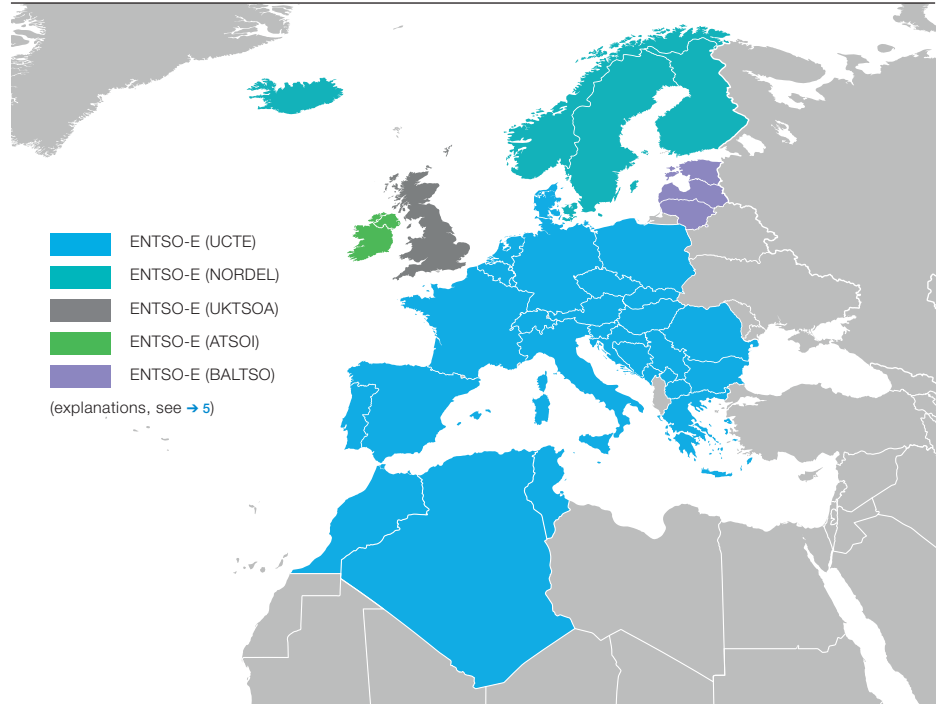 ENTSO-E (UCTE)
ENTSO-E (NORDEL)
ENTSO-E (UKTSOA)
ENTSO-E (ATSOI)
ENTSO-E (BALTSO)
(explanations, see ➔ 5)